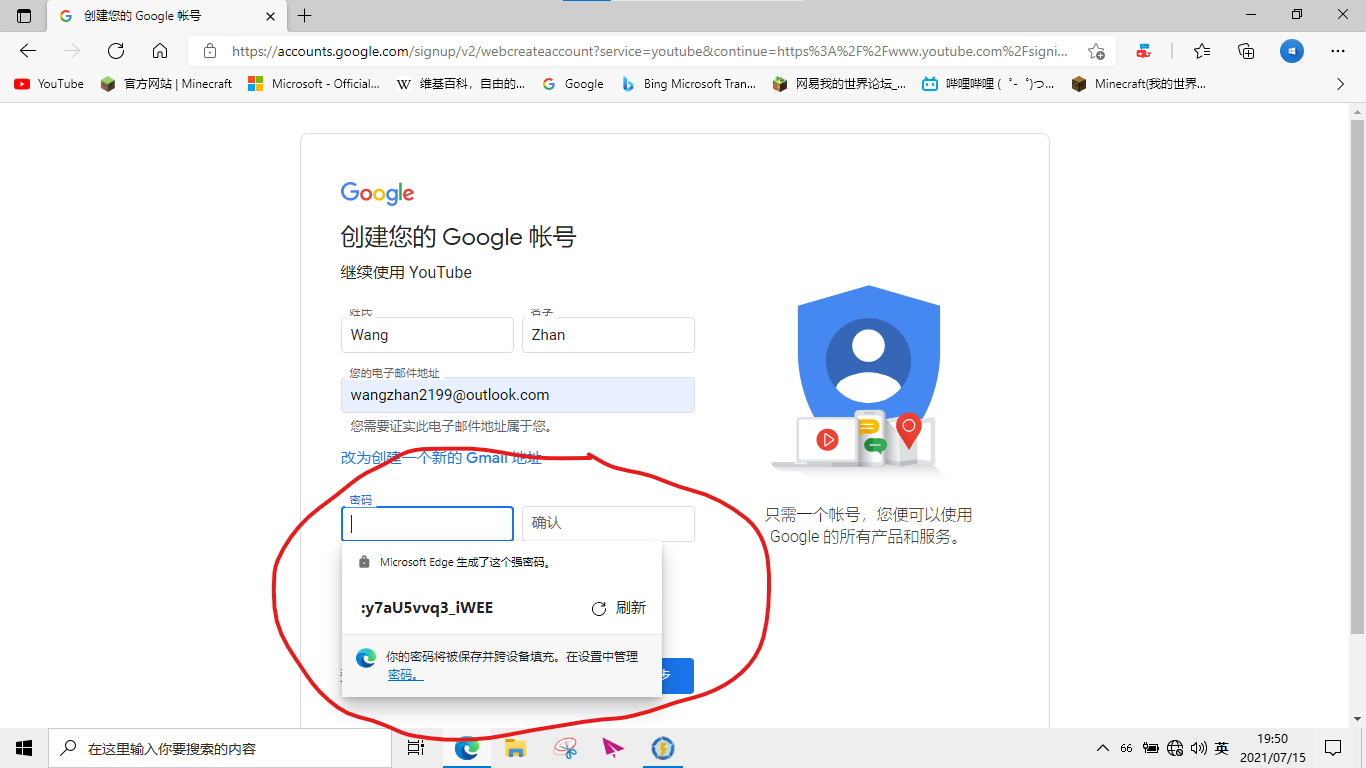 创建您的 Google 帐号
https://accounts.google.com/signup/v2/webcreateaccount?service=youtube&continue=https%3A%2F%2Fwww.youtube.com%2Fsigni...
YouTube
官方网站 | Minecraft
Microsoft - Official...
维基百科，自由的...
Google
Bing Microsoft Tran...
网易我的世界论坛_...
哔哩哔哩 (゜-゜)つ...
Minecraft(我的世界...
Google
创建您的 Google 帐号
继续使用 YouTube
姓氏
名字
Wang
Zhan
您的电子邮件地址
wangzhan2199@outlook.com
您需要证实此电子邮件地址属于您。
改为创建一个新的 Gmail 地址
密码
确认
Microsoft Edge 生成了这个强密码。
:y7aU5vvq3_iWEE
刷新
你的密码将被保存并跨设备填充。在设置中管理
密码。
步
只需一个帐号，您便可以使用
Google 的所有产品和服务。
在这里输入你要搜索的内容
66
英
19:50
2021/07/15